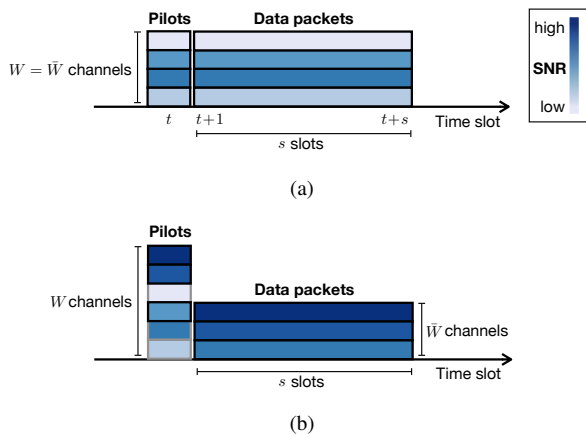 Pilots
Data packets
W = W̄ channels
t
t+1
t+s
Time slot
s slots
high
SNR
low
(a)
Pilots
Data packets
W channels
W̄ channels
Time slot
s slots
(b)